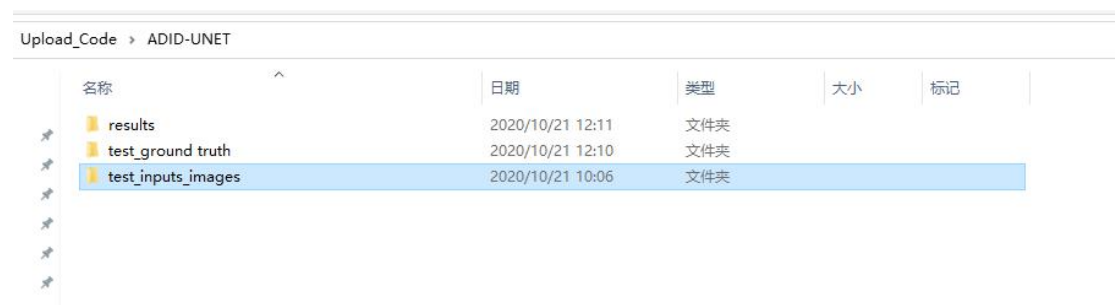 Upload_Code › ADID-UNET
名称 日期 类型 大小 标记
results 2020/10/21 12:11 文件夹
test_ground truth 2020/10/21 12:10 文件夹
test_inputs_images 2020/10/21 10:06 文件夹